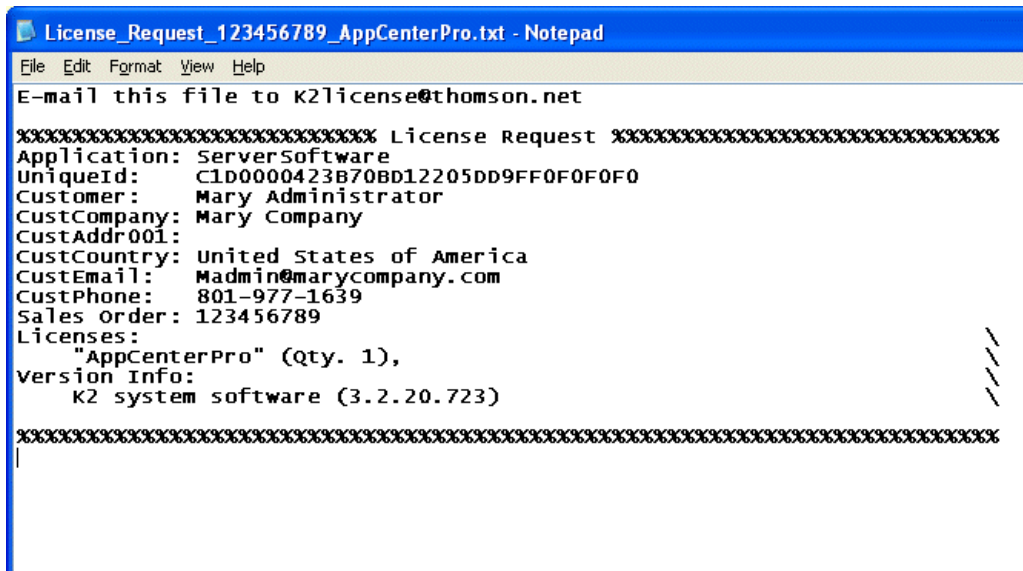 License_Request_123456789_AppCenterPro.txt - Notepad
File Edit Format View Help
E-mail this file to K2license@thomson.net
%%%%%%%%%%%%%%%%%%%%%%%%%% License Request %%%%%%%%%%%%%%%%%%%%%%%%%%%%
Application: ServerSoftware
UniqueId: C1D0000423B70BD12205DD9FF0F0F0F0
Customer: Mary Administrator
CustCompany: Mary Company
CustAddr001:
CustCountry: United States of America
CustEmail: Madmin@marycompany.com
CustPhone: 801-977-1639
Sales Order: 123456789
Licenses: \
"AppCenterPro" (Qty. 1), \
Version Info: \
K2 system software (3.2.20.723) \
%%%%%%%%%%%%%%%%%%%%%%%%%%%%%%%%%%%%%%%%%%%%%%%%%%%%%%%%%%%%%%%%%%%%%%%